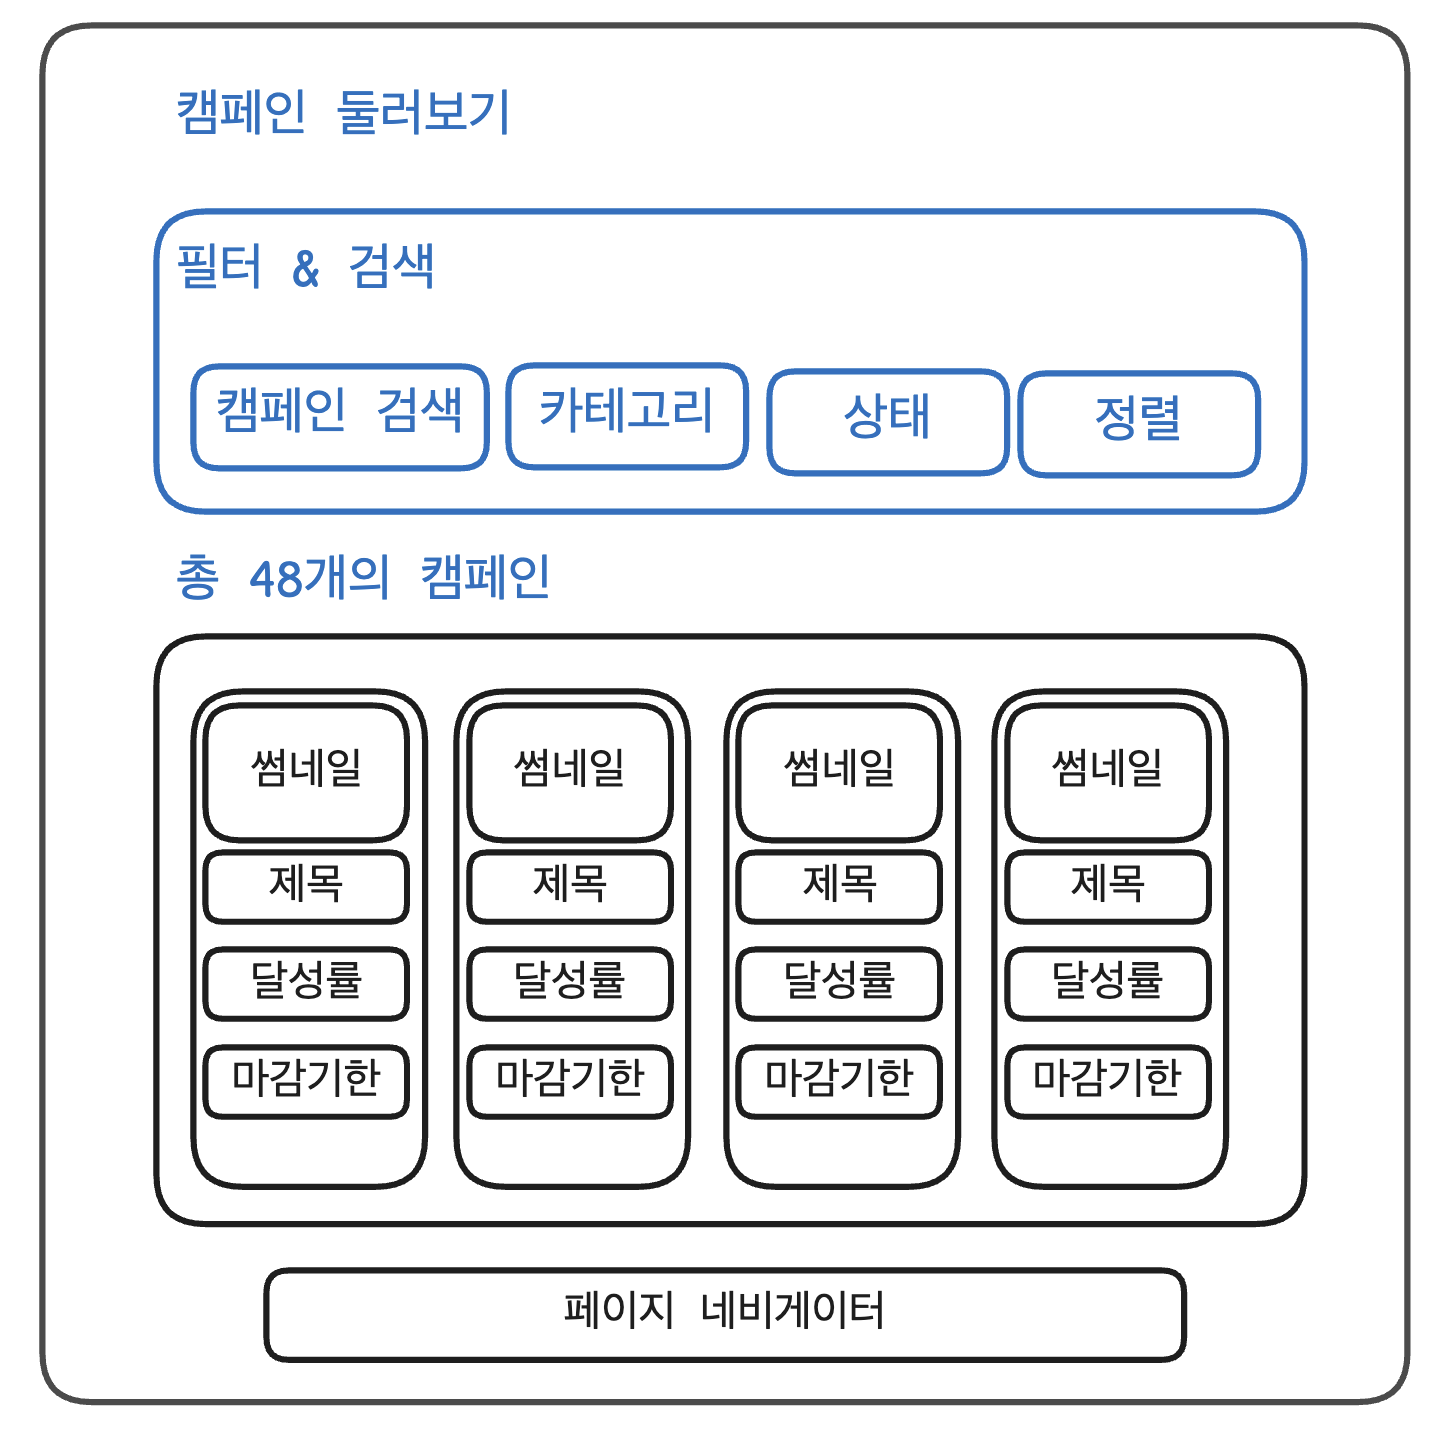 캠페인 둘러보기
필터 & 검색
캠페인 검색
카테고리
상태
정렬
총 48개의 캠페인
썸네일
제목
달성률
마감기한
썸네일
제목
달성률
마감기한
썸네일
제목
달성률
마감기한
썸네일
제목
달성률
마감기한
페이지 네비게이터